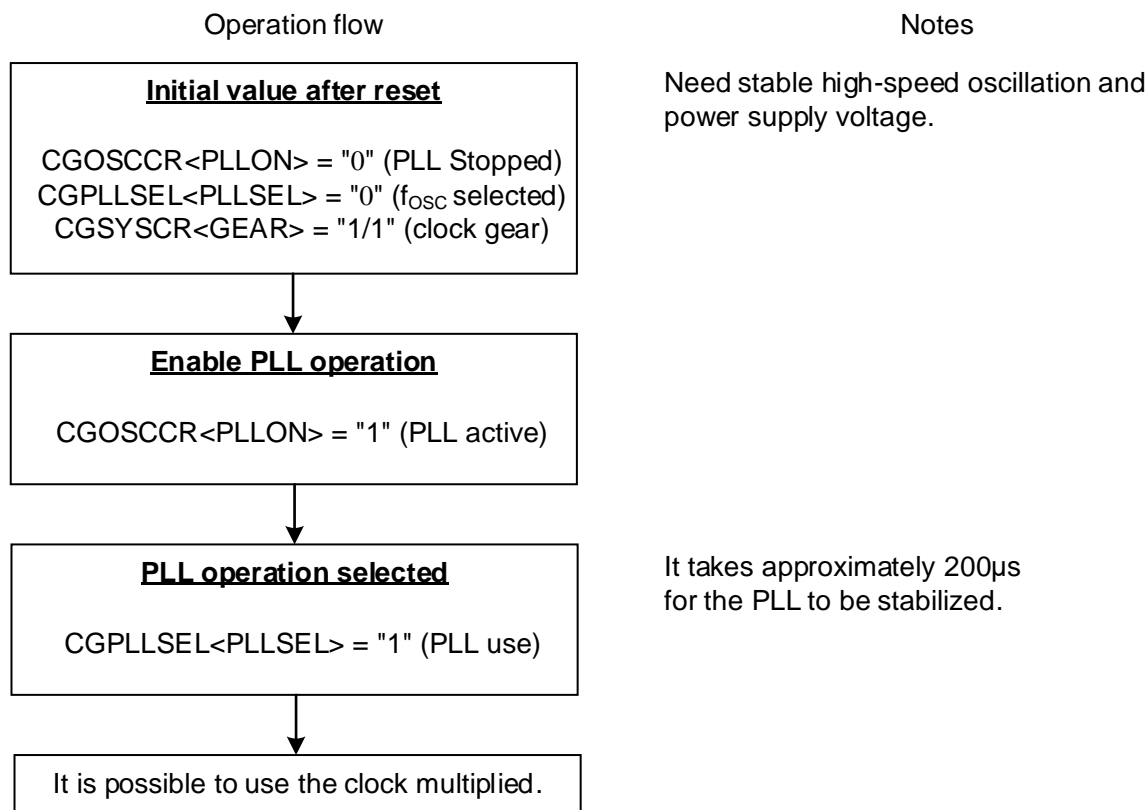 Operation flow
Notes
Initial value after reset
CGOSCCR<PLLON> = "0" (PLL Stopped)
CGPLLSEL<PLLSEL> = "0" (fOSC selected)
CGSYSCR<GEAR> = "1/1" (clock gear)
Need stable high-speed oscillation and
power supply voltage.
Enable PLL operation
CGOSCCR<PLLON> = "1" (PLL active)
PLL operation selected
CGPLLSEL<PLLSEL> = "1" (PLL use)
It takes approximately 200µs
for the PLL to be stabilized.
It is possible to use the clock multiplied.